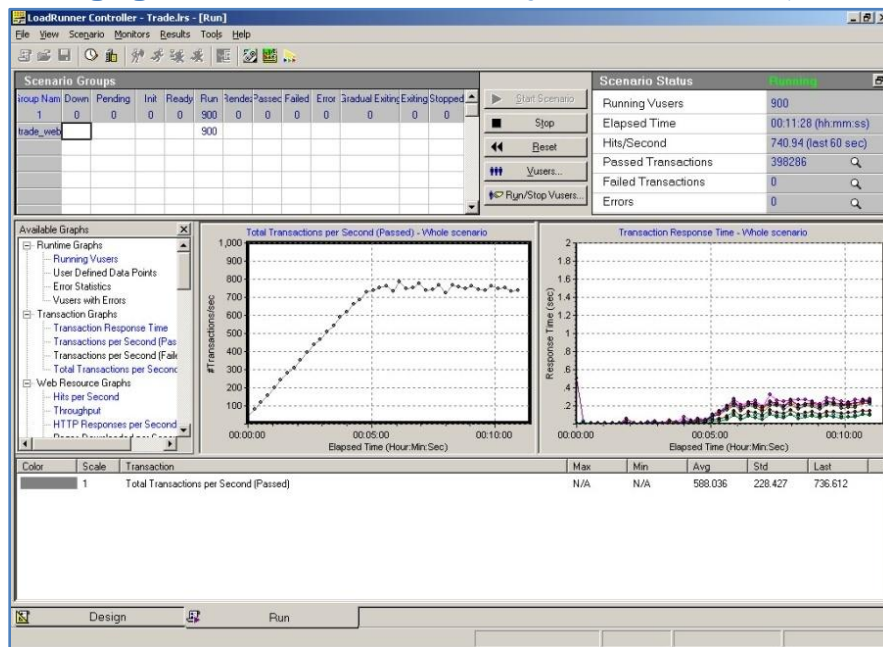 LoadRunner Controller - Trade.lrs - [Run]
File View Scenario Monitors Results Tools Help
Scenario Groups
Group Nam Down Pending Init Ready Run Rendez Passed Failed Error Gradual Exiting Exiting Stopped
1 0 0 0 0 900 0 0 0 0 0 0 0
trade_web 900
Start Scenario
Stop
Reset
Vusers...
Run/Stop Vusers...
Scenario Status Running
Running Vusers 900
Elapsed Time 00:11:28 (hh:mm:ss)
Hits/Second 740.94 (last 60 sec)
Passed Transactions 398286
Failed Transactions 0
Errors 0
Available Graphs
Runtime Graphs
Running Vusers
User Defined Data Points
Error Statistics
Vusers with Errors
Transaction Graphs
Transaction Response Time
Transactions per Second (Pas
Transactions per Second (Faile
Total Transactions per Second
Web Resource Graphs
Hits per Second
Throughput
HTTP Responses per Second
Total Transactions per Second (Passed) - Whole scenario
#Transactions/sec
1,000
900
800
700
600
500
400
300
200
100
00:00:00 00:05:00 00:10:00
Elapsed Time (Hour:Min:Sec)
Transaction Response Time - Whole scenario
Response Time (sec)
2
1.8
1.6
1.4
1.2
1
.8
.6
.4
.2
00:00:00 00:05:00 00:10:00
Elapsed Time (Hour:Min:Sec)
Color Scale Transaction Max Min Avg Std Last
1 Total Transactions per Second (Passed) N/A N/A 588.036 228.427 736.612
Design Run